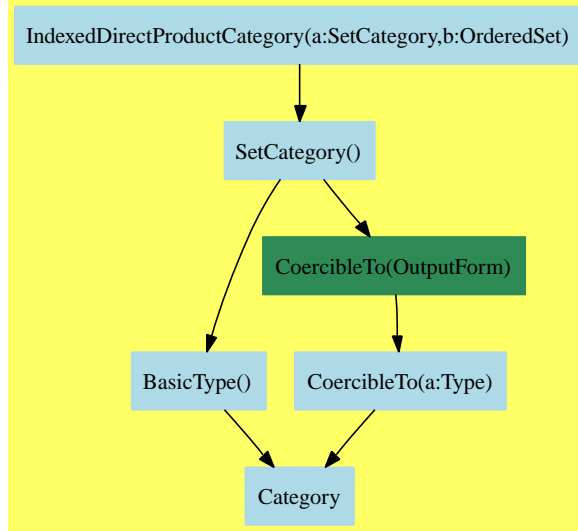 IndexedDirectProductCategory(a:SetCategory,b:OrderedSet)
SetCategory()
CoercibleTo(OutputForm)
BasicType()
CoercibleTo(a:Type)
Category